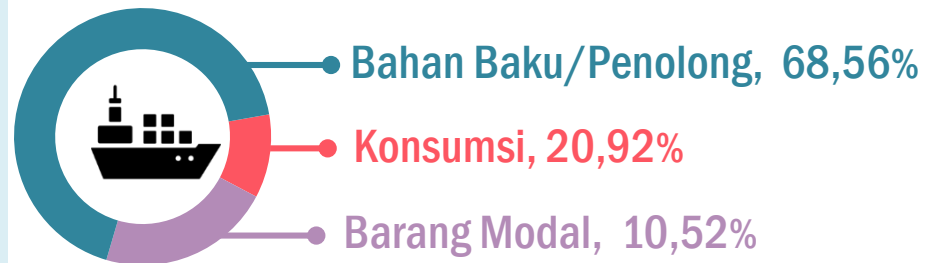 Bahan Baku/Penolong, 68,56%
Konsumsi, 20,92%
Barang Modal, 10,52%